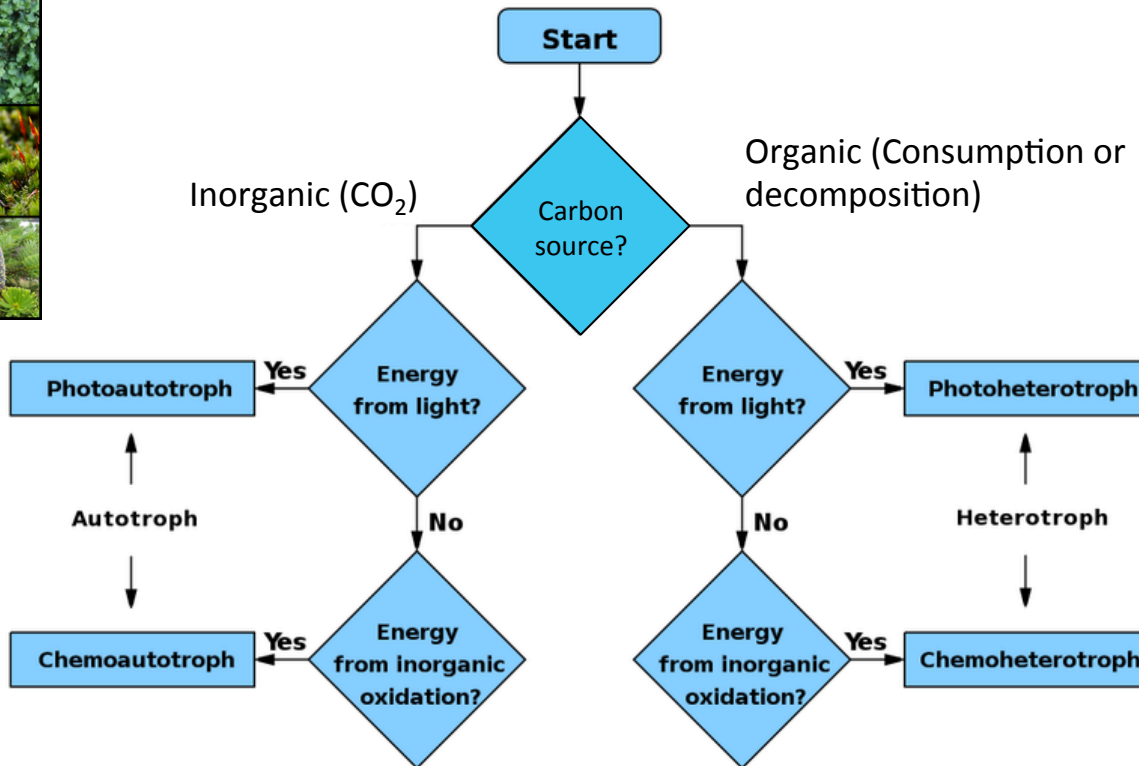 Start
Inorganic (CO₂)
Organic (Consumption or
decomposition)
Carbon
source?
Photoautotroph
Yes
Energy
from light?
Energy
from light?
Yes
Photoheterotroph
Autotroph
No
No
Heterotroph
Chemoautotroph
Yes
Energy
from inorganic
oxidation?
Energy
from inorganic
oxidation?
Yes
Chemoheterotroph